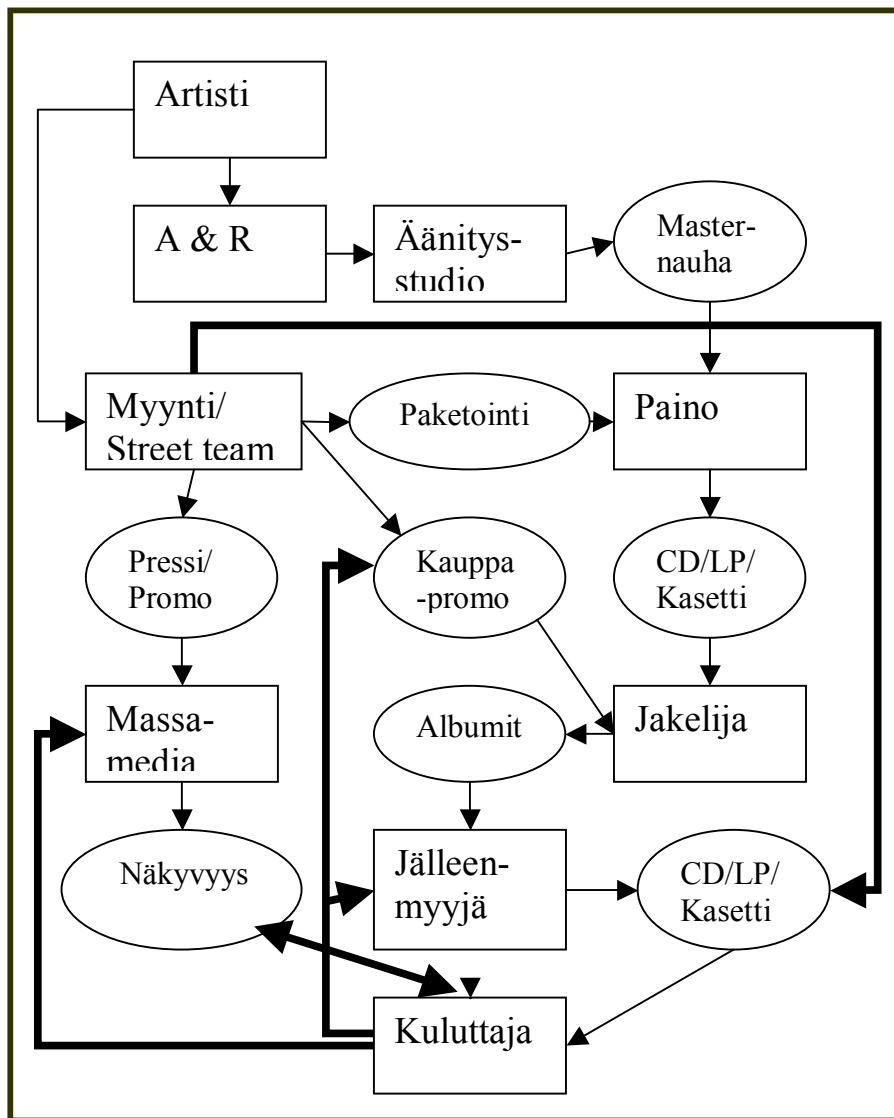 Artisti
A & R
Äänitys-
studio
Master-
nauha
Myynti/
Street team
Paketointi
Paino
Pressi/
Promo
Kauppa
-promo
CD/LP/
Kasetti
Massa-
media
Albumit
Jakelija
Näkyvyys
Jälleen-
myyjä
CD/LP/
Kasetti
Kuluttaja